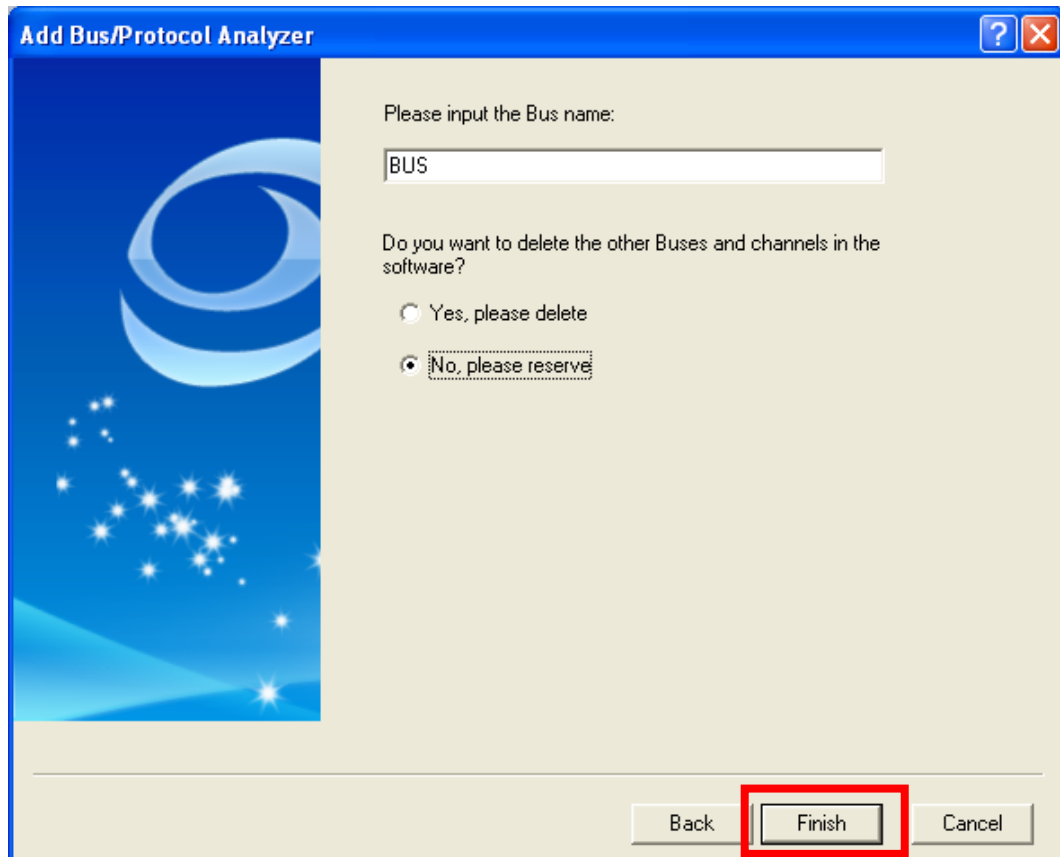 Add Bus/Protocol Analyzer
Please input the Bus name:
BUS
Do you want to delete the other Buses and channels in the
software?
Yes, please delete
No, please reserve
Back
Finish
Cancel